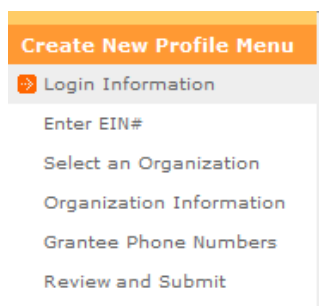 Create New Profile Menu
Login Information
Enter EIN#
Select an Organization
Organization Information
Grantee Phone Numbers
Review and Submit